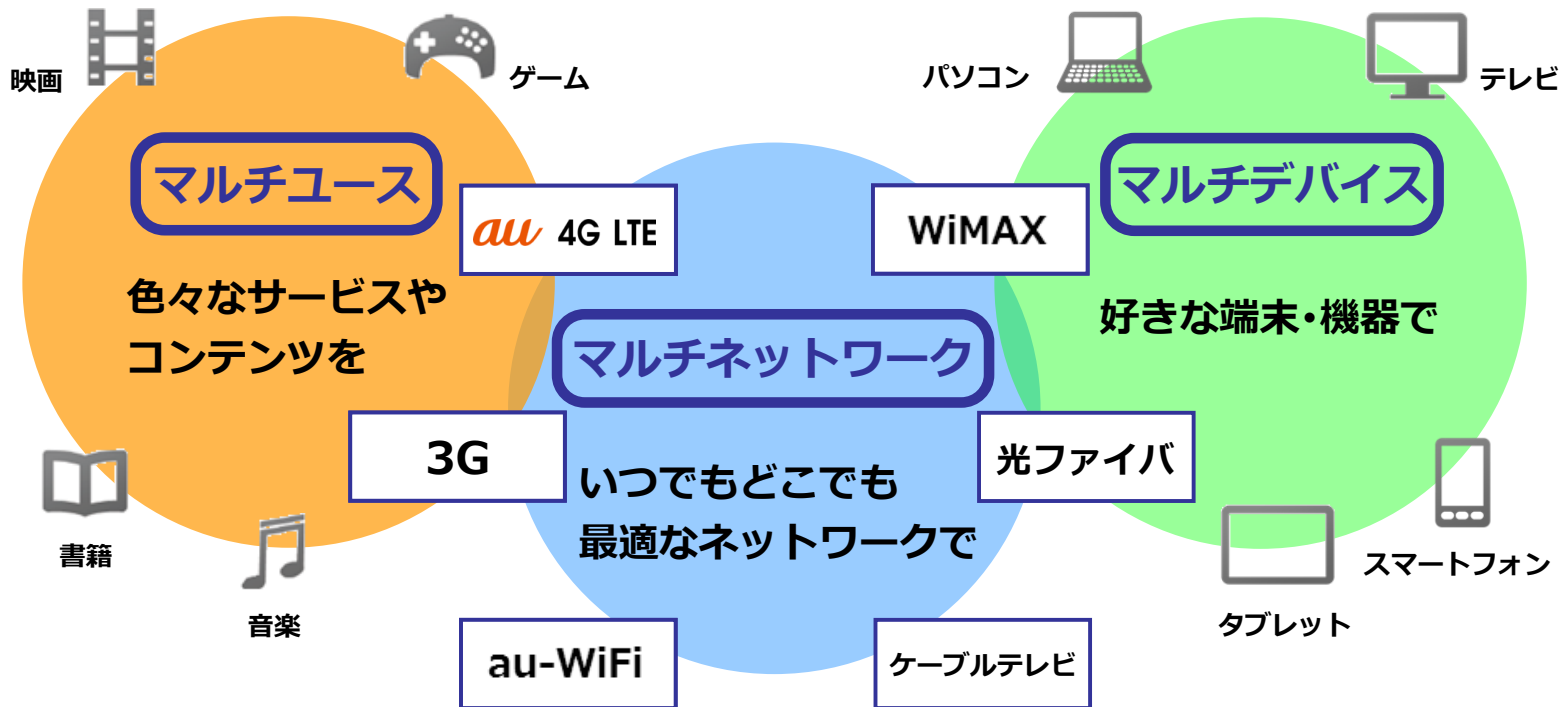 映画
ゲーム
マルチユース
色々なサービスや
コンテンツを
書籍
音楽
au 4G LTE
WiMAX
マルチネットワーク
3G
光ファイバ
いつでもどこでも
最適なネットワークで
au-WiFi
ケーブルテレビ
パソコン
テレビ
マルチデバイス
好きな端末・機器で
スマートフォン
タブレット